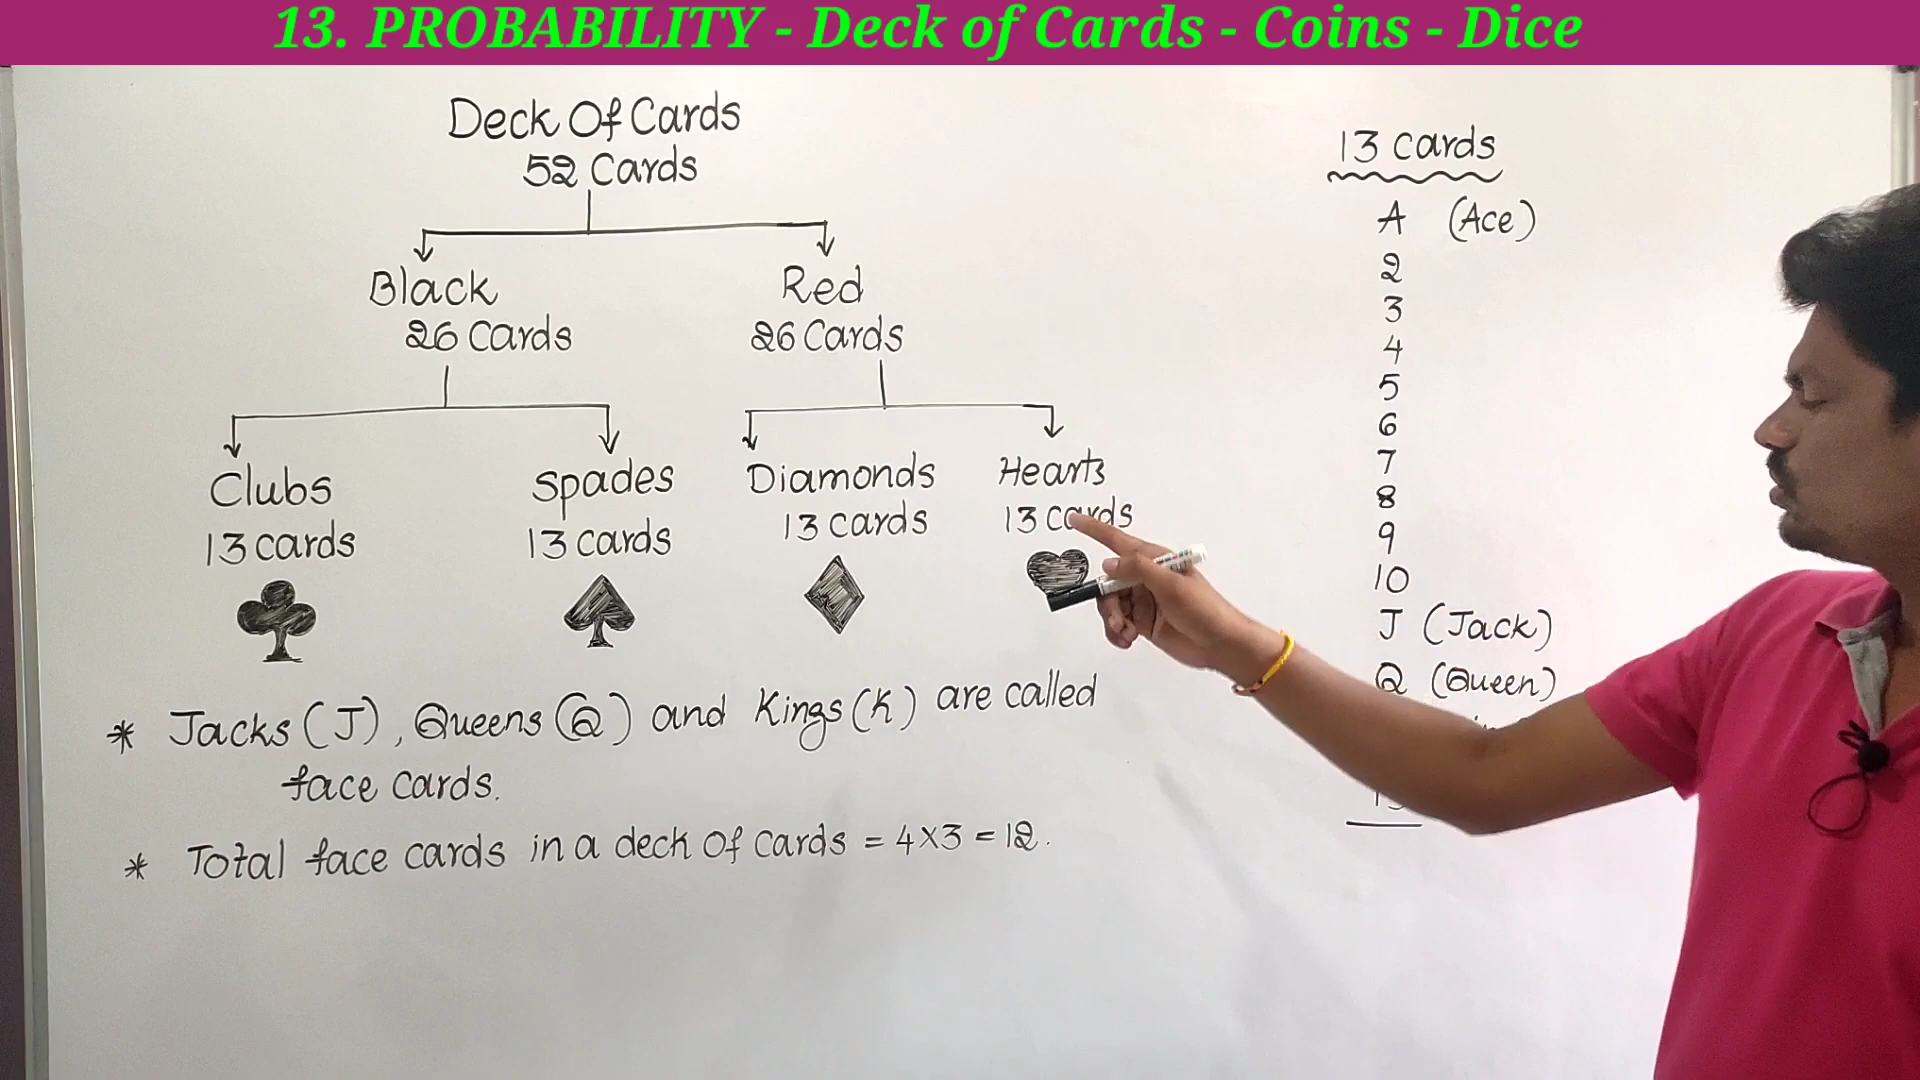 13. PROBABILITY - Deck of Cards - Coins - Dice
Deck Of Cards
52 Cards
Black
26 Cards
Red
26 Cards
Clubs
13 cards
Spades
13 cards
Diamonds
13 cards
Hearts
13 cards
* Jacks (J), Queens (Q) and Kings (K) are called
face cards.
* Total face cards in a deck of cards = 4×3 = 12.
13 cards
A (Ace)
2
3
4
5
6
7
8
9
10
J (Jack)
Q (Queen)